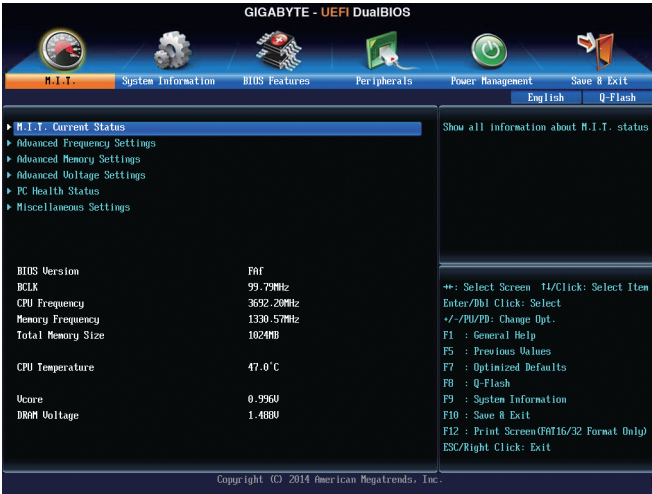 GIGABYTE - UEFI DualBIOS
M.I.T. System Information BIOS Features Peripherals Power Management Save & Exit
English Q-Flash
M.I.T. Current Status
Advanced Frequency Settings
Advanced Memory Settings
Advanced Voltage Settings
PC Health Status
Miscellaneous Settings
Show all information about M.I.T. status
BIOS Version FAf
BCLK 99.79MHz
CPU Frequency 3692.20MHz
Memory Frequency 1330.57MHz
Total Memory Size 1024MB
CPU Temperature 47.0°C
Vcore 0.996V
DRAM Voltage 1.488V
→←: Select Screen ↑↓/Click: Select Item
Enter/Dbl Click: Select
+/-/PU/PD: Change Opt.
F1 : General Help
F5 : Previous Values
F7 : Optimized Defaults
F8 : Q-Flash
F9 : System Information
F10 : Save & Exit
F12 : Print Screen(FAT16/32 Format Only)
ESC/Right Click: Exit
Copyright (C) 2014 American Megatrends, Inc.